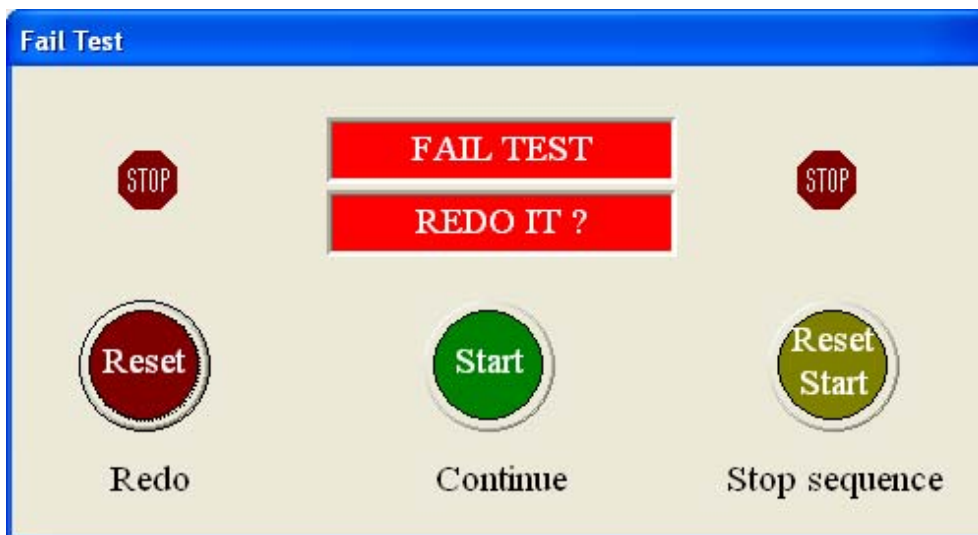 Fail Test
STOP
FAIL TEST
STOP
REDO IT ?
Reset
Start
Reset
Start
Redo
Continue
Stop sequence